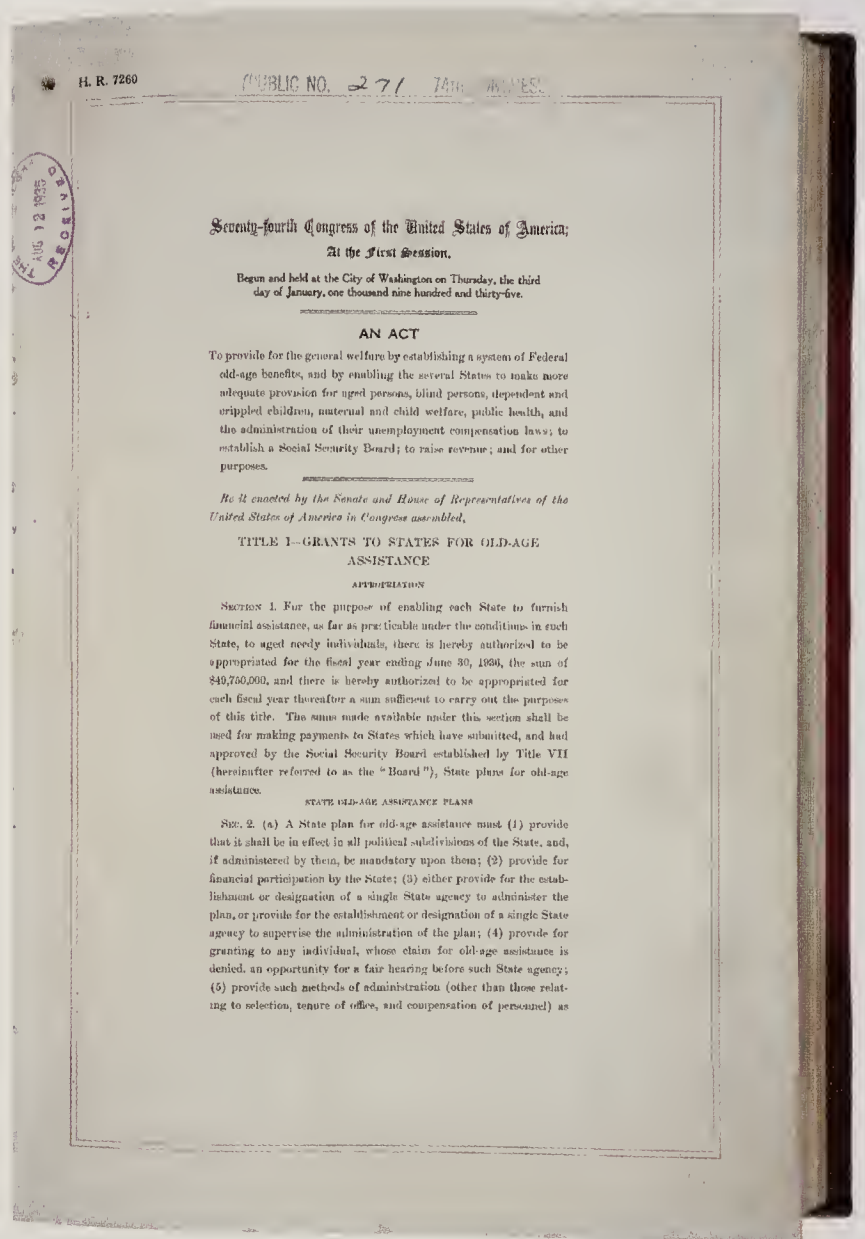 H. R. 7260
PUBLIC NO. 271 74TH CONGRESS
THE
AUG 12 1935
RECEIVED
Seventy-fourth Congress of the United States of America;
At the First Session,
Begun and held at the City of Washington on Thursday, the third
day of January, one thousand nine hundred and thirty-five.
AN ACT
To provide for the general welfare by establishing a system of Federal
old-age benefits, and by enabling the several States to make more
adequate provision for aged persons, blind persons, dependent and
crippled children, maternal and child welfare, public health, and
the administration of their unemployment compensation laws; to
establish a Social Security Board; to raise revenue; and for other
purposes.
Be it enacted by the Senate and House of Representatives of the
United States of America in Congress assembled,
TITLE I—GRANTS TO STATES FOR OLD-AGE
ASSISTANCE
APPROPRIATION
SECTION 1. For the purpose of enabling each State to furnish
financial assistance, as far as practicable under the conditions in such
State, to aged needy individuals, there is hereby authorized to be
appropriated for the fiscal year ending June 30, 1936, the sum of
$49,750,000, and there is hereby authorized to be appropriated for
each fiscal year thereafter a sum sufficient to carry out the purposes
of this title. The sums made available under this section shall be
used for making payments to States which have submitted, and had
approved by the Social Security Board established by Title VII
(hereinafter referred to as the "Board"), State plans for old-age
assistance.
STATE OLD-AGE ASSISTANCE PLANS
SEC. 2. (a) A State plan for old-age assistance must (1) provide
that it shall be in effect in all political subdivisions of the State, and,
if administered by them, be mandatory upon them; (2) provide for
financial participation by the State; (3) either provide for the estab-
lishment or designation of a single State agency to administer the
plan, or provide for the establishment or designation of a single State
agency to supervise the administration of the plan; (4) provide for
granting to any individual, whose claim for old-age assistance is
denied, an opportunity for a fair hearing before such State agency;
(5) provide such methods of administration (other than those relat-
ing to selection, tenure of office, and compensation of personnel) as